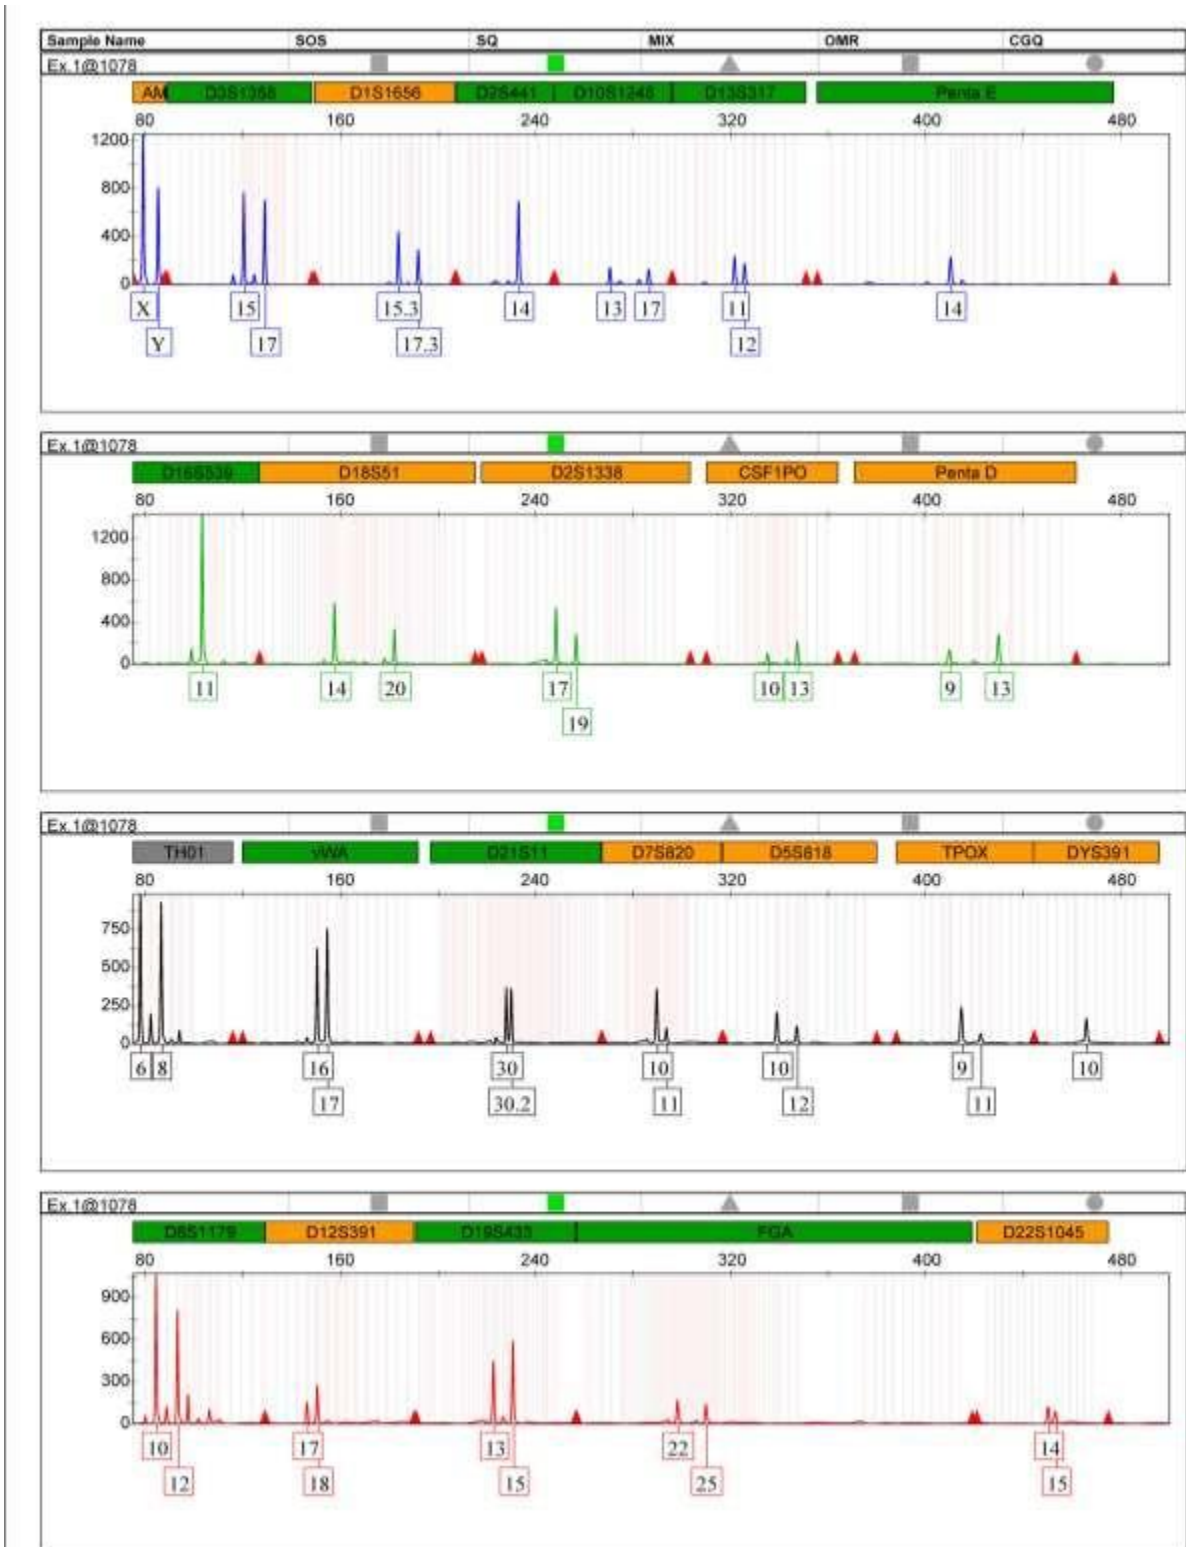 Sample Name SOS SQ MIX OMR CGQ
Ex.1@1078
AM D3S1358 D1S1656 D2S441 D10S1248 D13S317 Penta E
80 160 240 320 400 480
1200
800
400
0
X 15 15.3 14 13 17 11 14
Y 17 17.3 12
Ex.1@1078
D16S539 D18S51 D2S1338 CSF1PO Penta D
80 160 240 320 400 480
1200
800
400
0
11 14 20 17 10 13 9 13
19
Ex.1@1078
TH01 vWA D21S11 D7S820 D5S818 TPOX DYS391
80 160 240 320 400 480
750
500
250
0
6 8 16 30 10 10 9 10
17 30.2 11 12 11
Ex.1@1078
D8S1179 D12S391 D19S433 FGA D22S1045
80 160 240 320 400 480
900
600
300
0
10 17 13 22 14
12 18 15 25 15